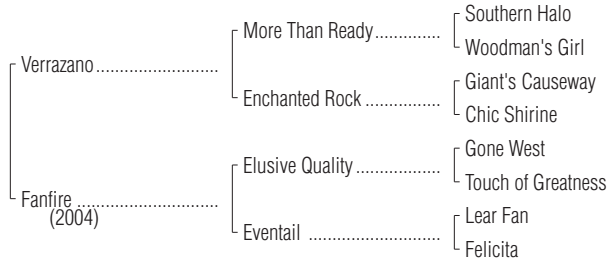 Southern Halo
More Than Ready..............
Woodman's Girl
Verrazano..........................
Giant's Causeway
Enchanted Rock ................
Chic Shirine
Gone West
Elusive Quality ..................
Touch of Greatness
Fanfire ..............................
(2004)
Lear Fan
Eventail ............................
Felicita